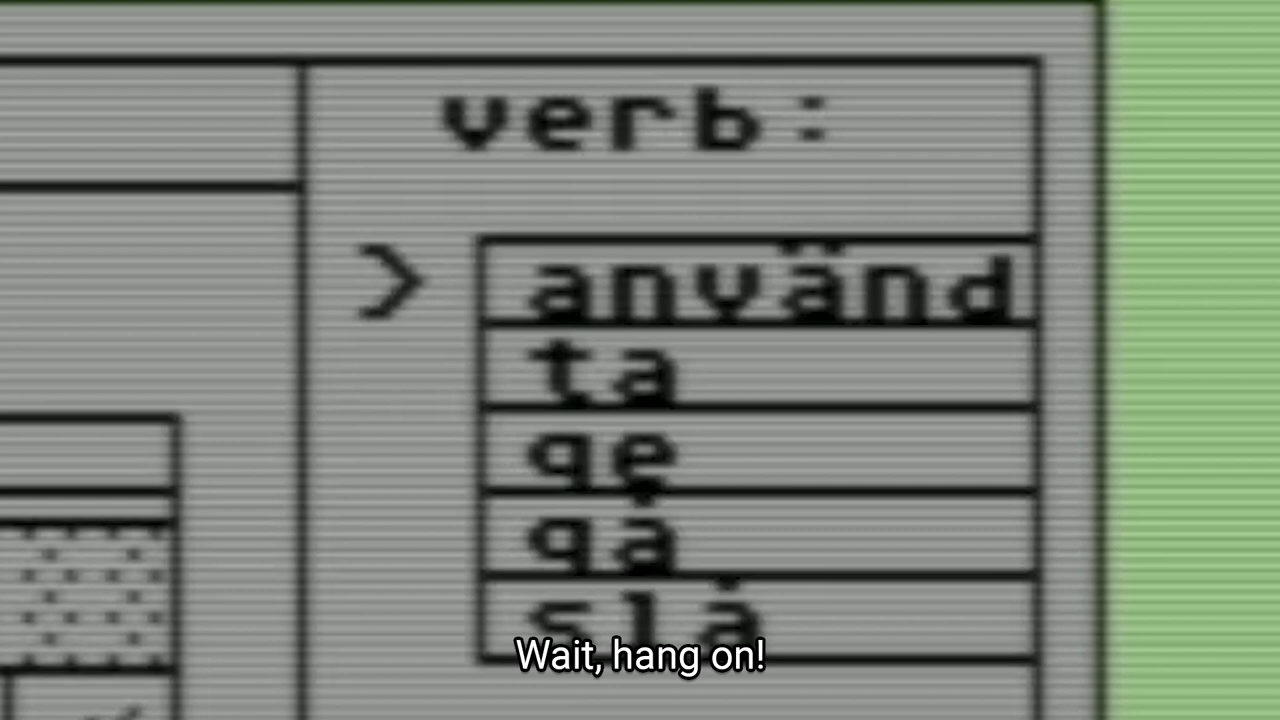 verb:
> använd
ta
ge
gå
slå
Wait, hang on!